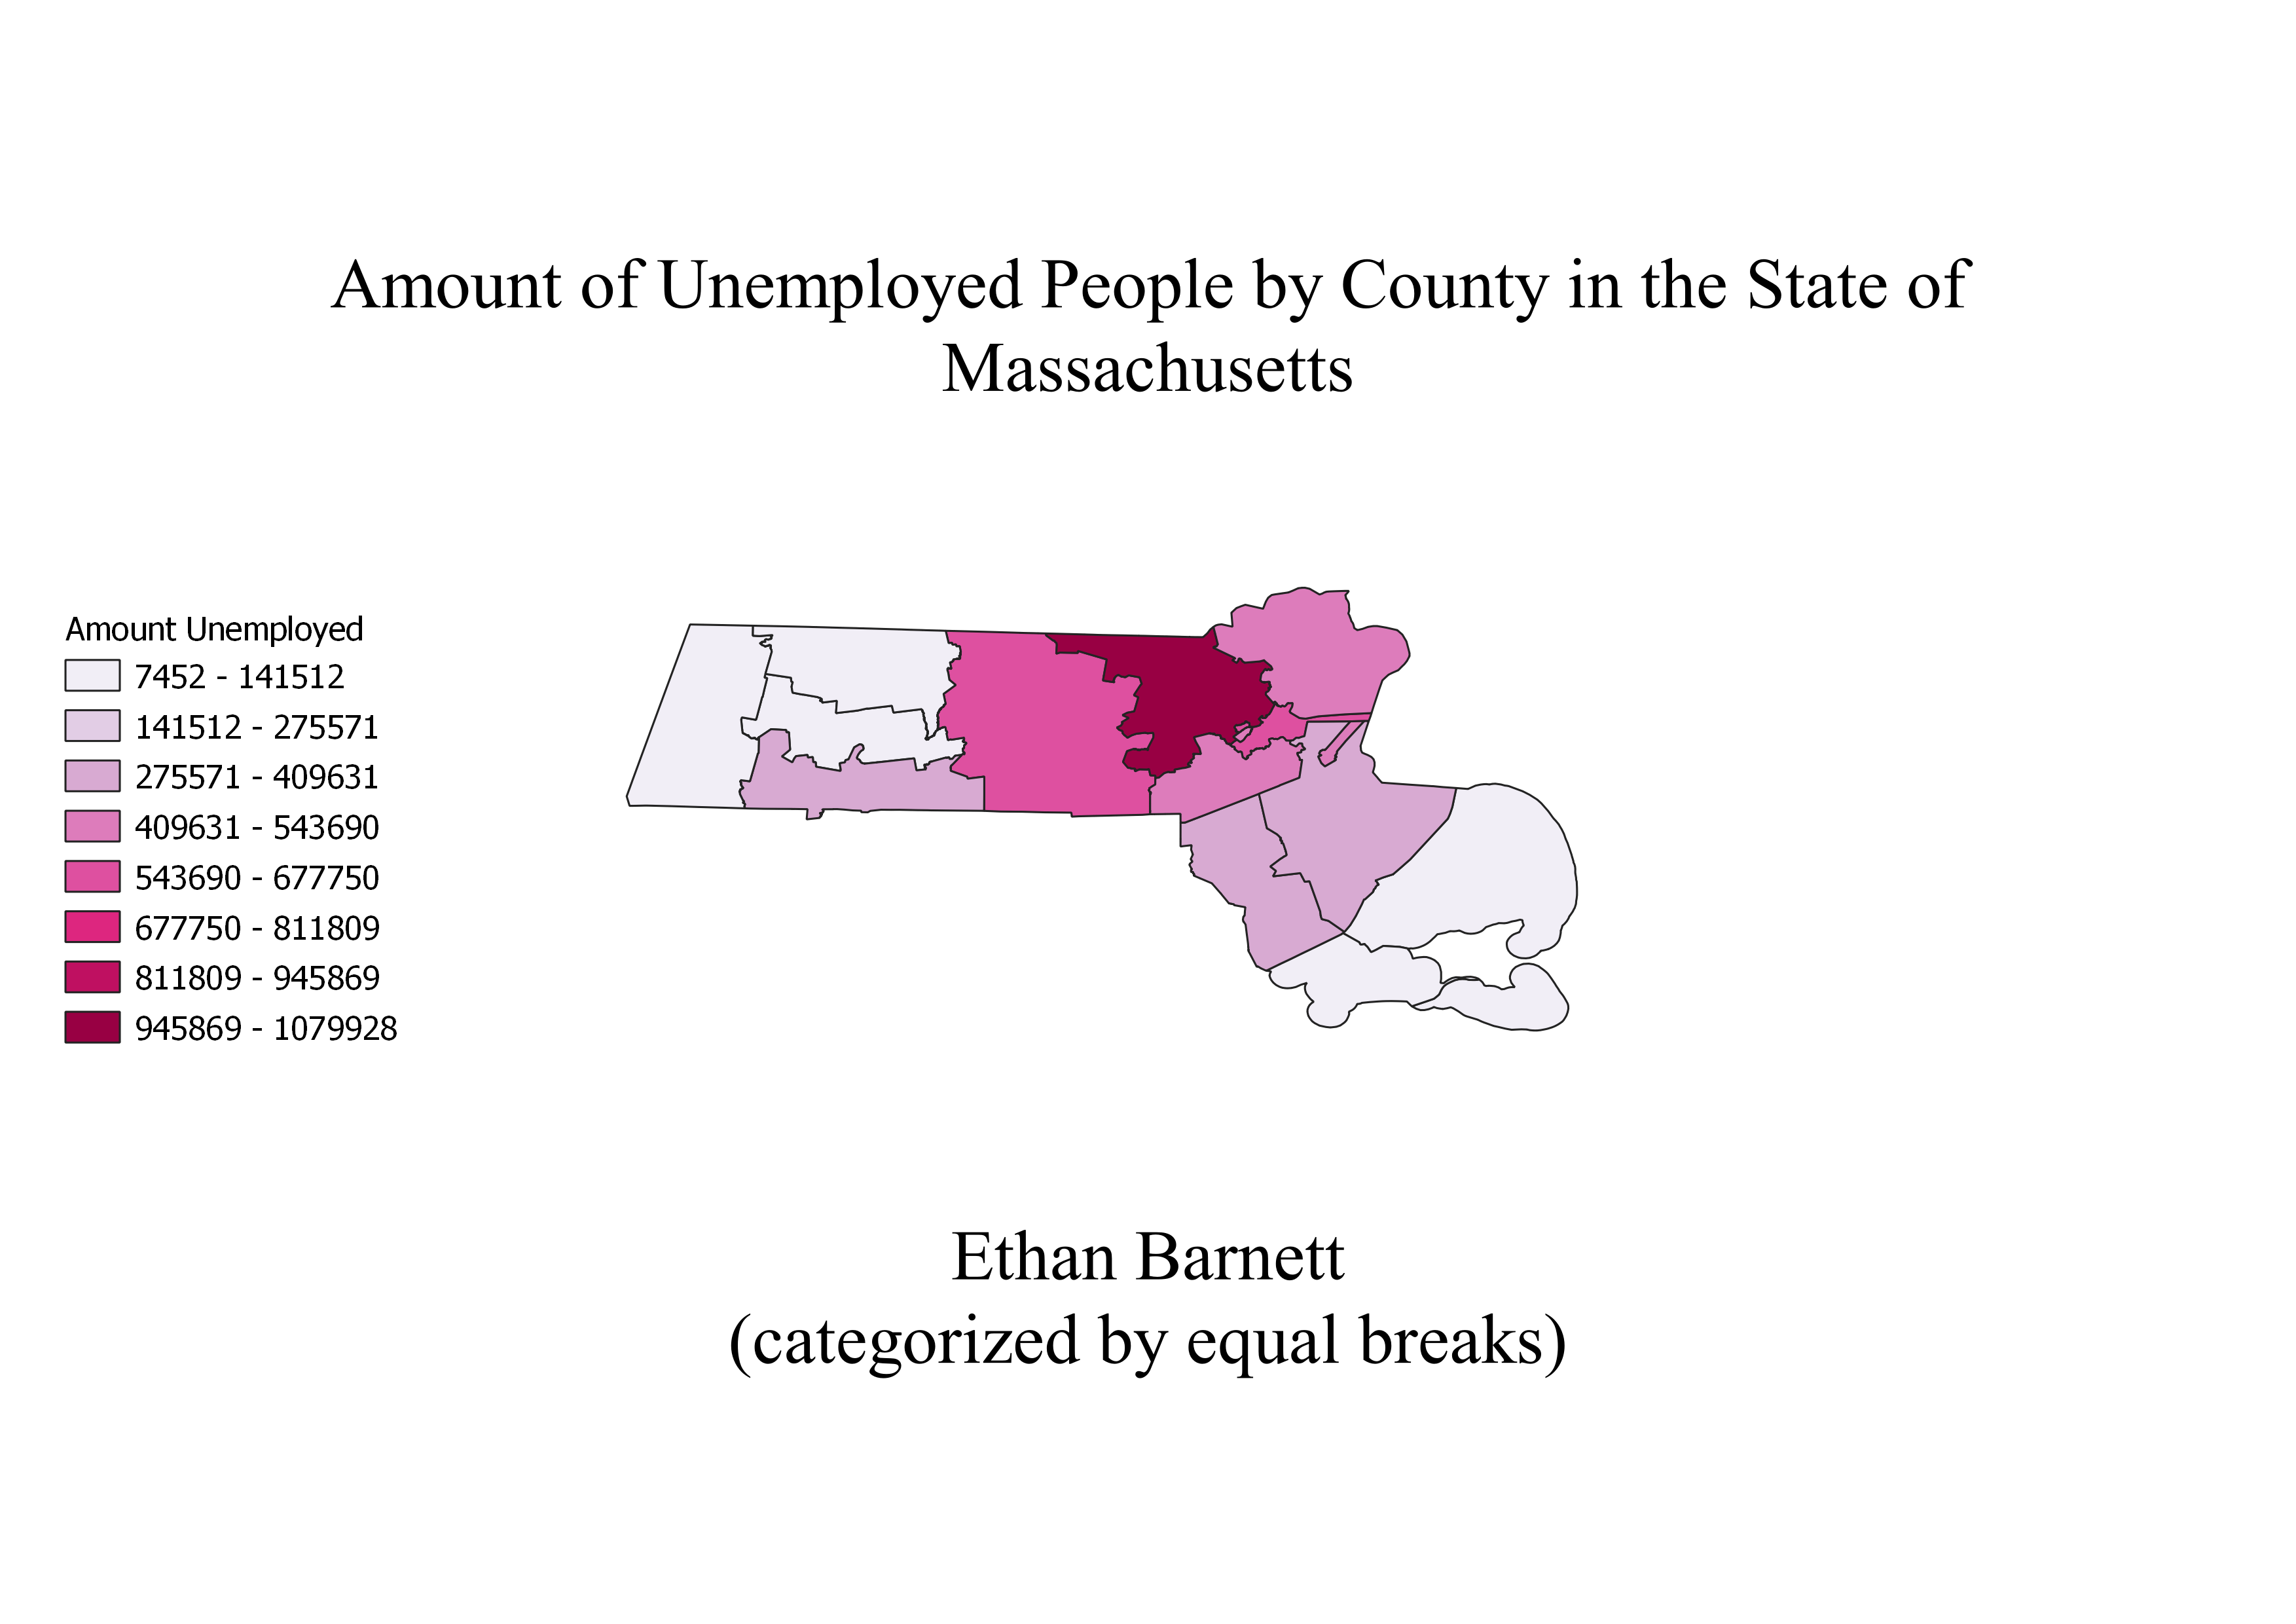 Amount of Unemployed People by County in the State of
Massachusetts
Amount Unemployed
7452 - 141512
141512 - 275571
275571 - 409631
409631 - 543690
543690 - 677750
677750 - 811809
811809 - 945869
945869 - 1079928
Ethan Barnett
(categorized by equal breaks)